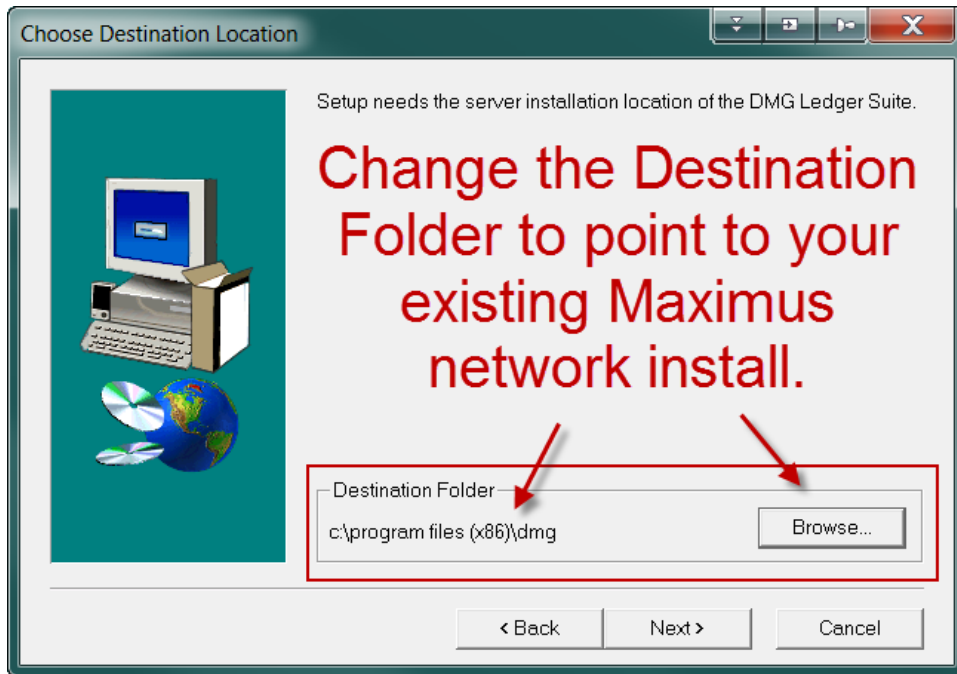 Choose Destination Location
X
Setup needs the server installation location of the DMG Ledger Suite.
Change the Destination
Folder to point to your
existing Maximus
network install.
Destination Folder
c:\program files (x86)\dmg
Browse...
< Back
Next >
Cancel